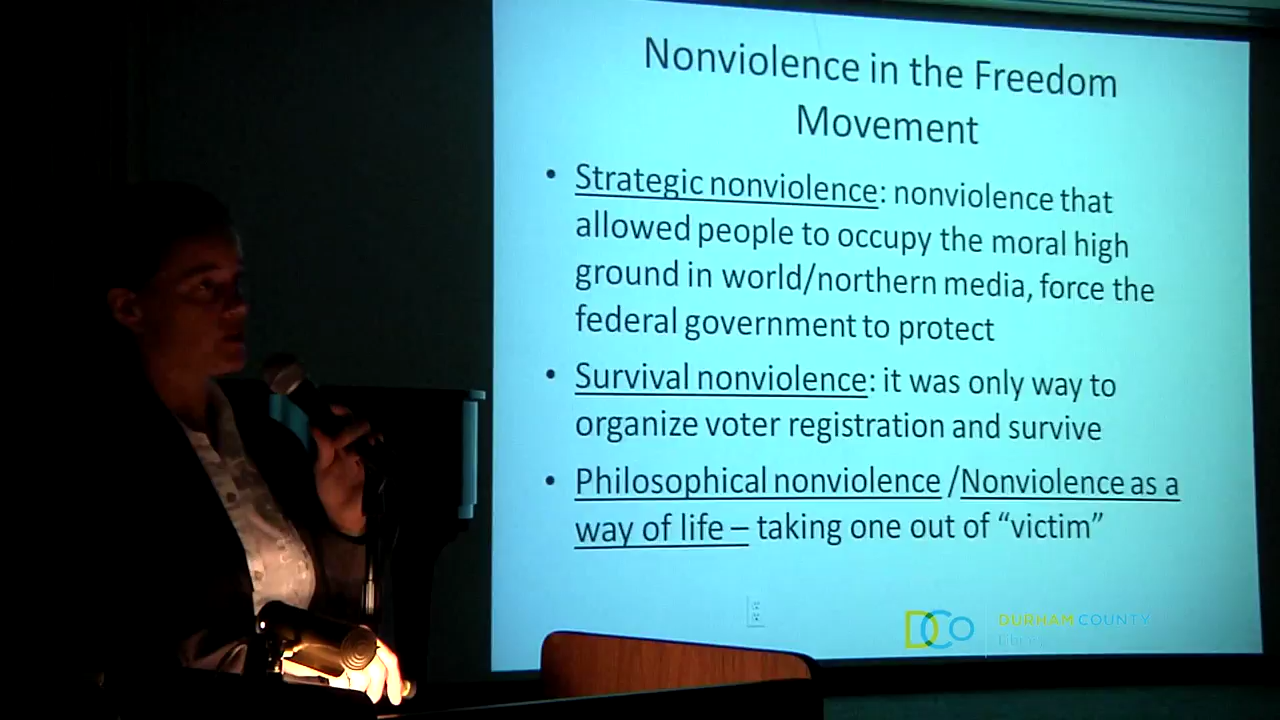 Nonviolence in the Freedom
Movement
• Strategic nonviolence: nonviolence that
allowed people to occupy the moral high
ground in world/northern media, force the
federal government to protect
• Survival nonviolence: it was only way to
organize voter registration and survive
• Philosophical nonviolence /Nonviolence as a
way of life – taking one out of “victim”
DCo DURHAM COUNTY
Library